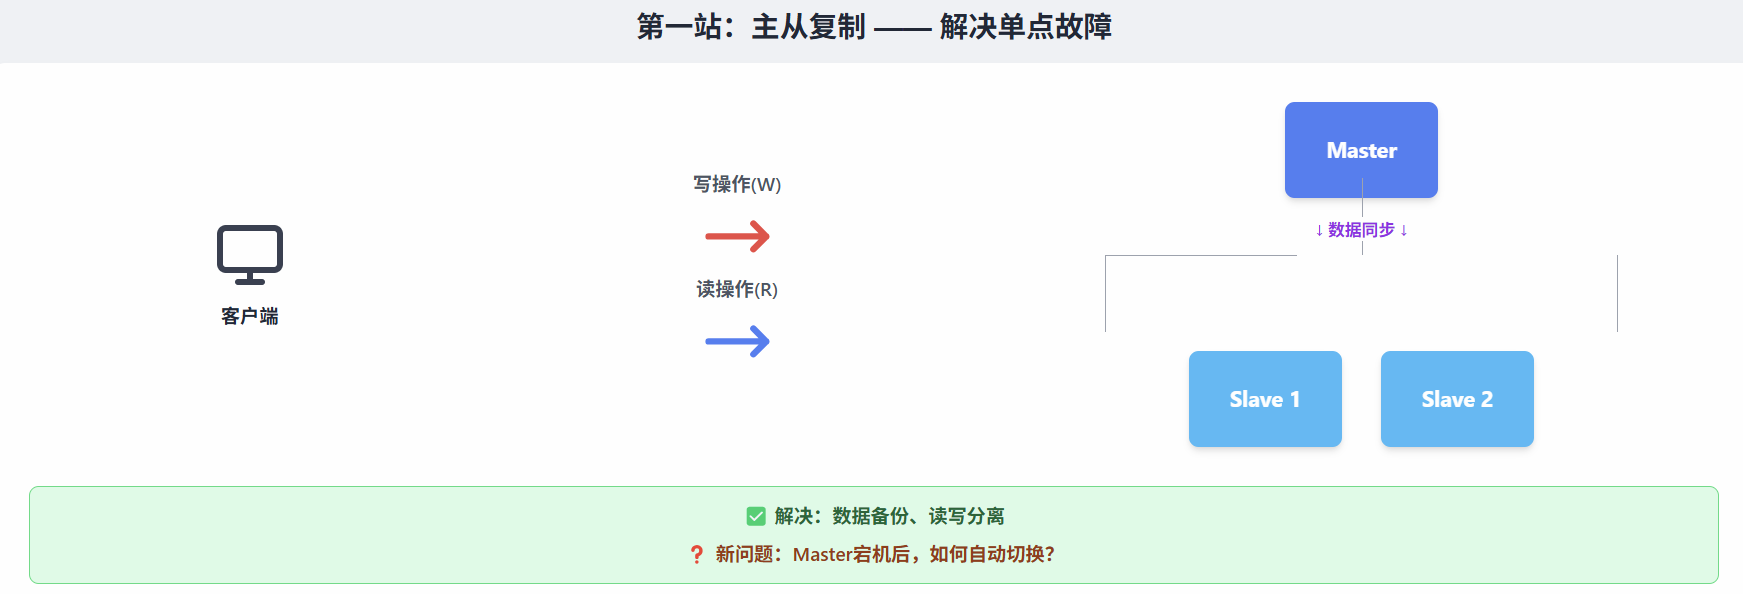 第一站：主从复制 —— 解决单点故障
Master
写操作(W)
↓ 数据同步 ↓
读操作(R)
客户端
Slave 1
Slave 2
✅ 解决：数据备份、读写分离
❓ 新问题：Master宕机后，如何自动切换？